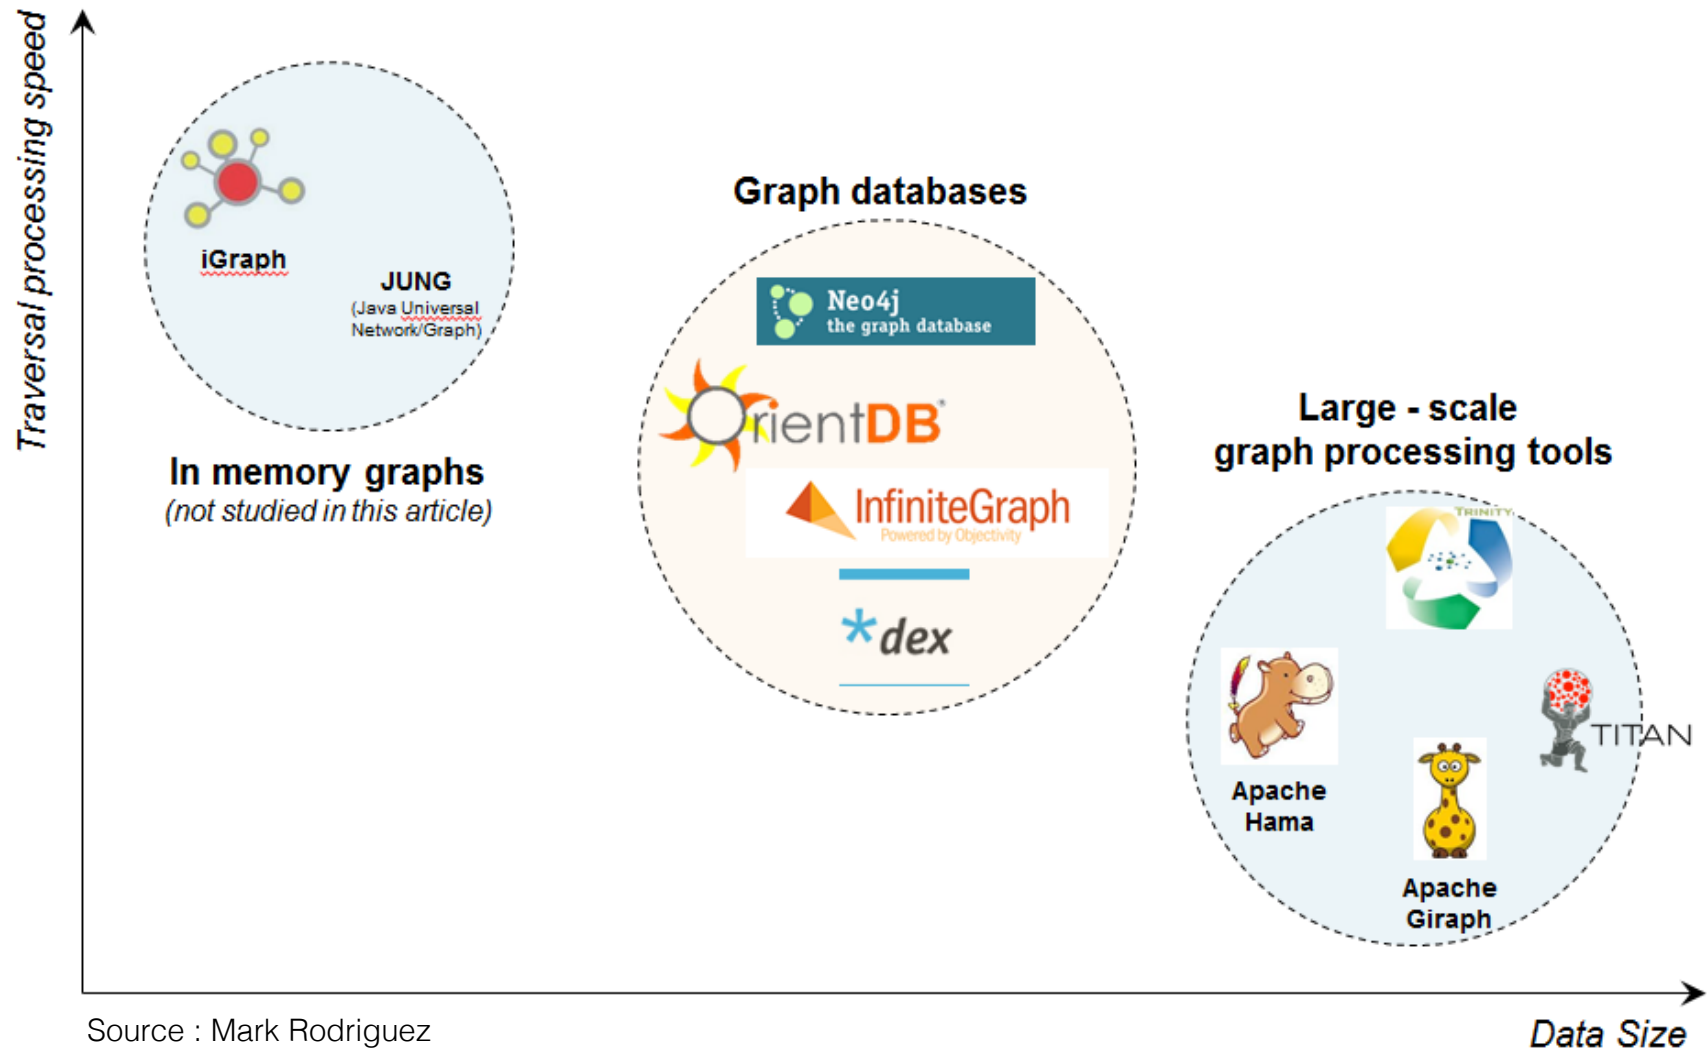 Traversal processing speed
iGraph
JUNG
(Java Universal
Network/Graph)
In memory graphs
(not studied in this article)
Graph databases
Neo4j
the graph database
OrientDB®
InfiniteGraph
Powered by Objectivity
*dex
Large - scale
graph processing tools
TRINITY
Apache
Hama
TITAN
Apache
Giraph
Source : Mark Rodriguez
Data Size